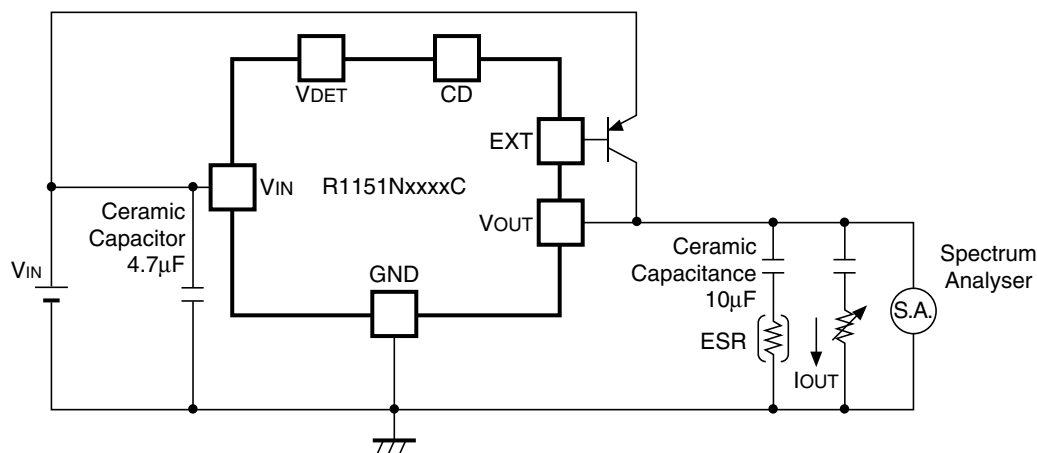 VDET
CD
EXT
VIN
R1151NxxxxC
VOUT
Ceramic
Capacitor
4.7µF
VIN
GND
Ceramic
Capacitance
10µF
ESR
IOUT
Spectrum
Analyser
S.A.